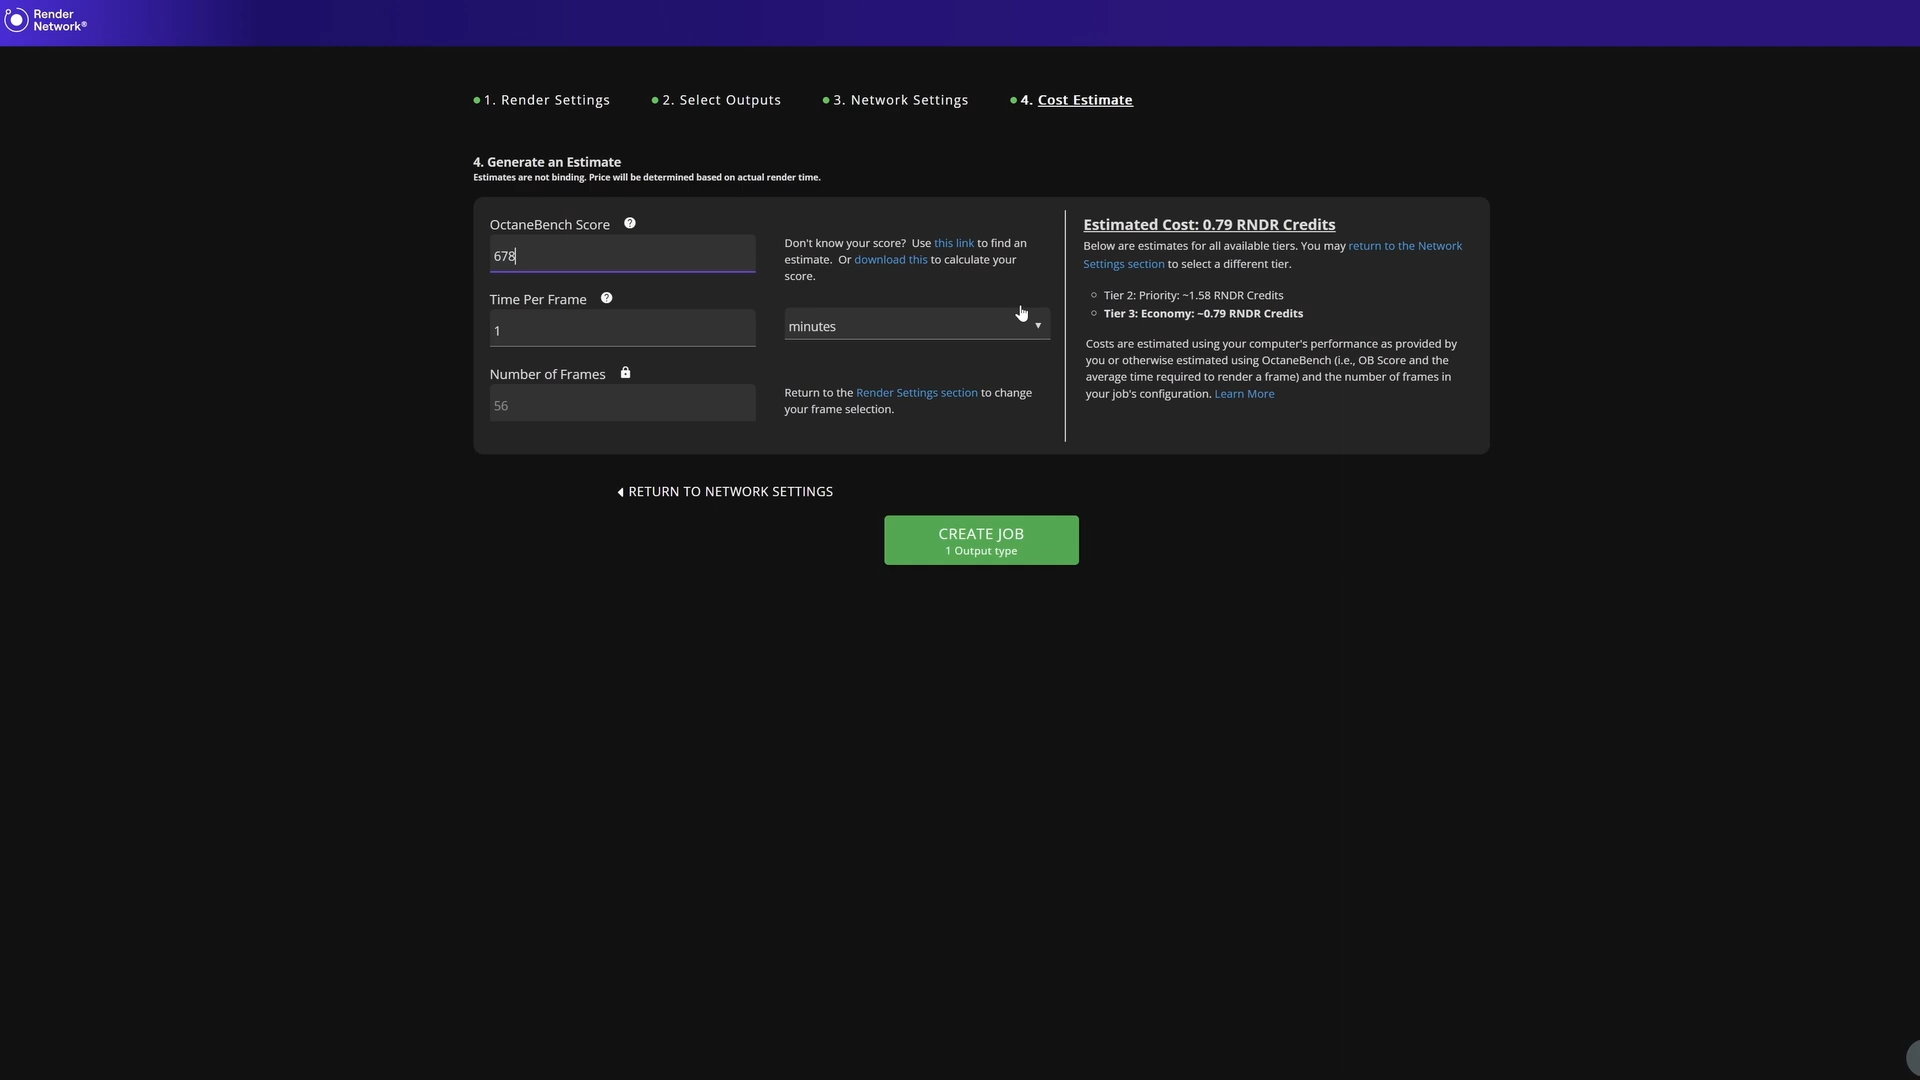 Render
Network®
1. Render Settings
2. Select Outputs
3. Network Settings
4. Cost Estimate
4. Generate an Estimate
Estimates are not binding. Price will be determined based on actual render time.
OctaneBench Score ?
678
Don't know your score? Use this link to find an
estimate. Or download this to calculate your
score.
Time Per Frame ?
1
minutes
Number of Frames
56
Return to the Render Settings section to change
your frame selection.
Estimated Cost: 0.79 RNDR Credits
Below are estimates for all available tiers. You may return to the Network
Settings section to select a different tier.
Tier 2: Priority: ~1.58 RNDR Credits
Tier 3: Economy: ~0.79 RNDR Credits
Costs are estimated using your computer's performance as provided by
you or otherwise estimated using OctaneBench (i.e., OB Score and the
average time required to render a frame) and the number of frames in
your job's configuration. Learn More
RETURN TO NETWORK SETTINGS
CREATE JOB
1 Output type